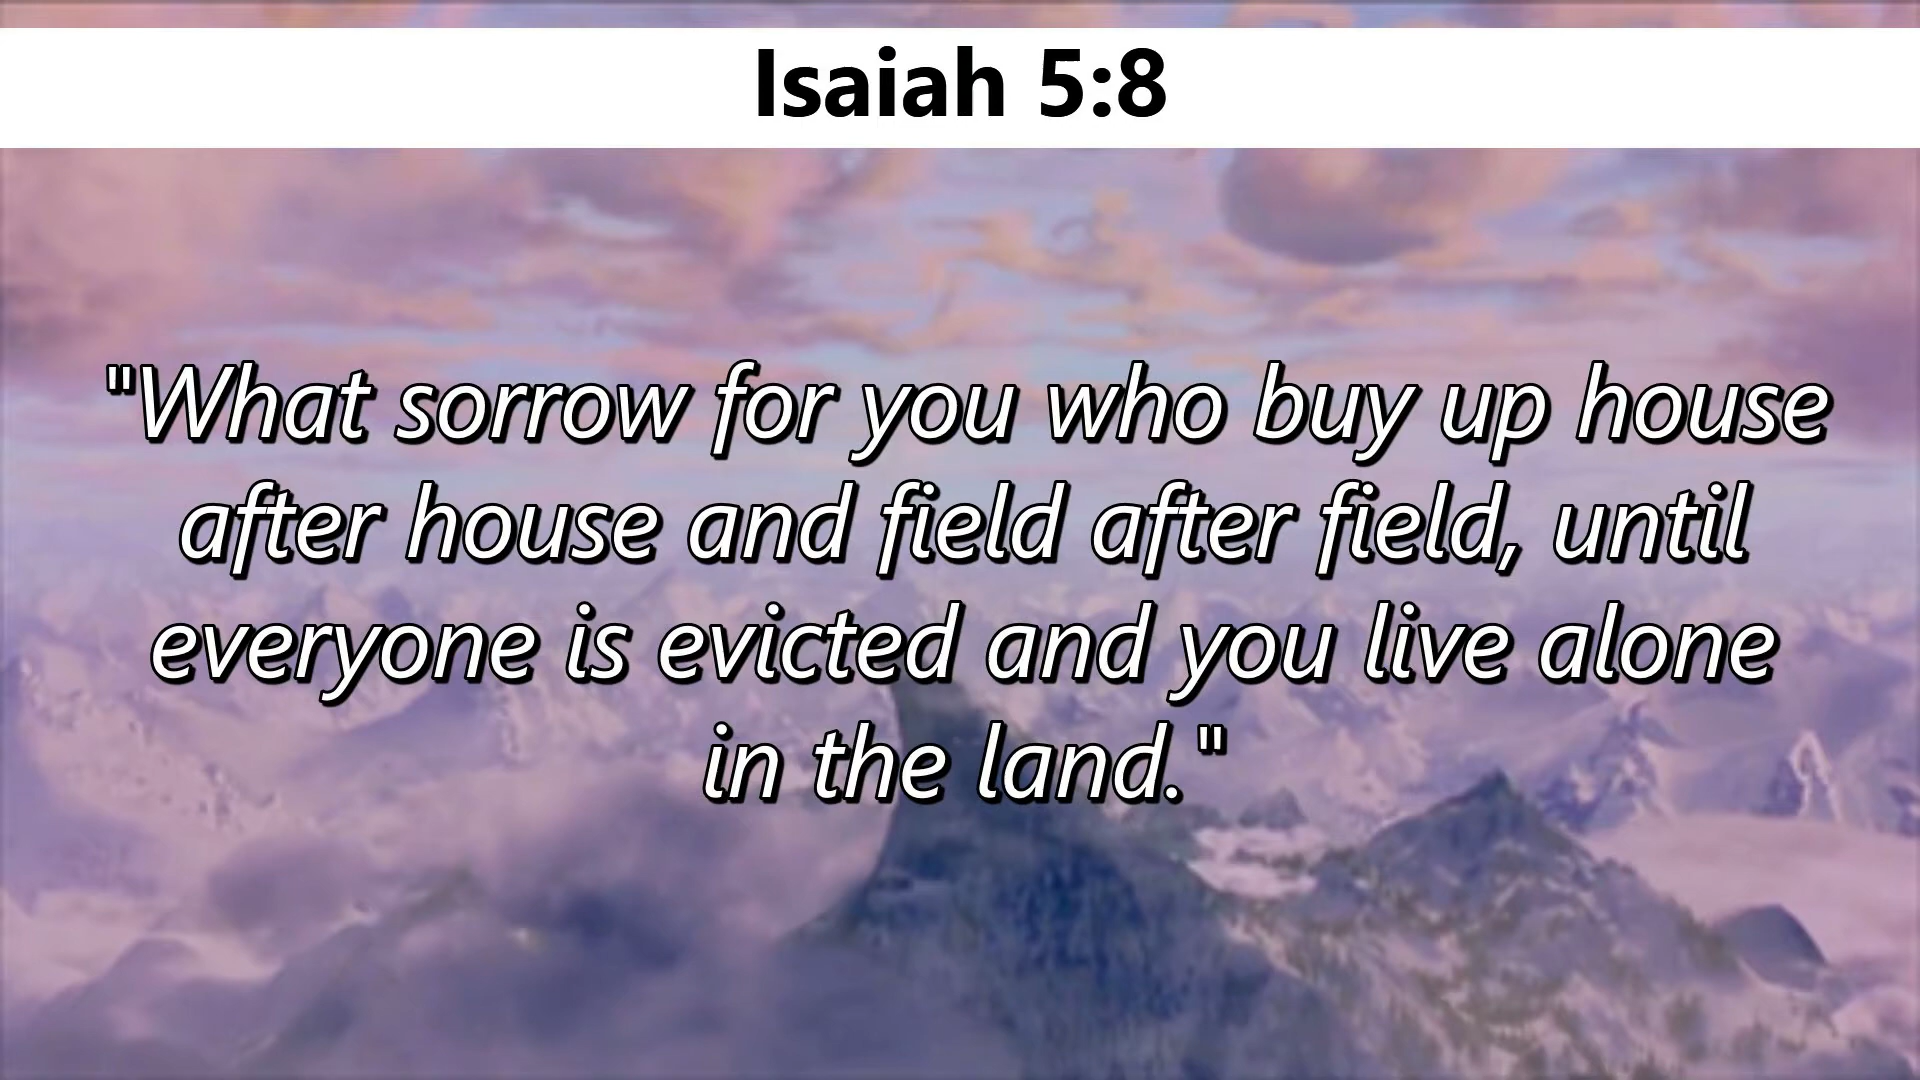 Isaiah 5:8
"What sorrow for you who buy up house
after house and field after field, until
everyone is evicted and you live alone
in the land."